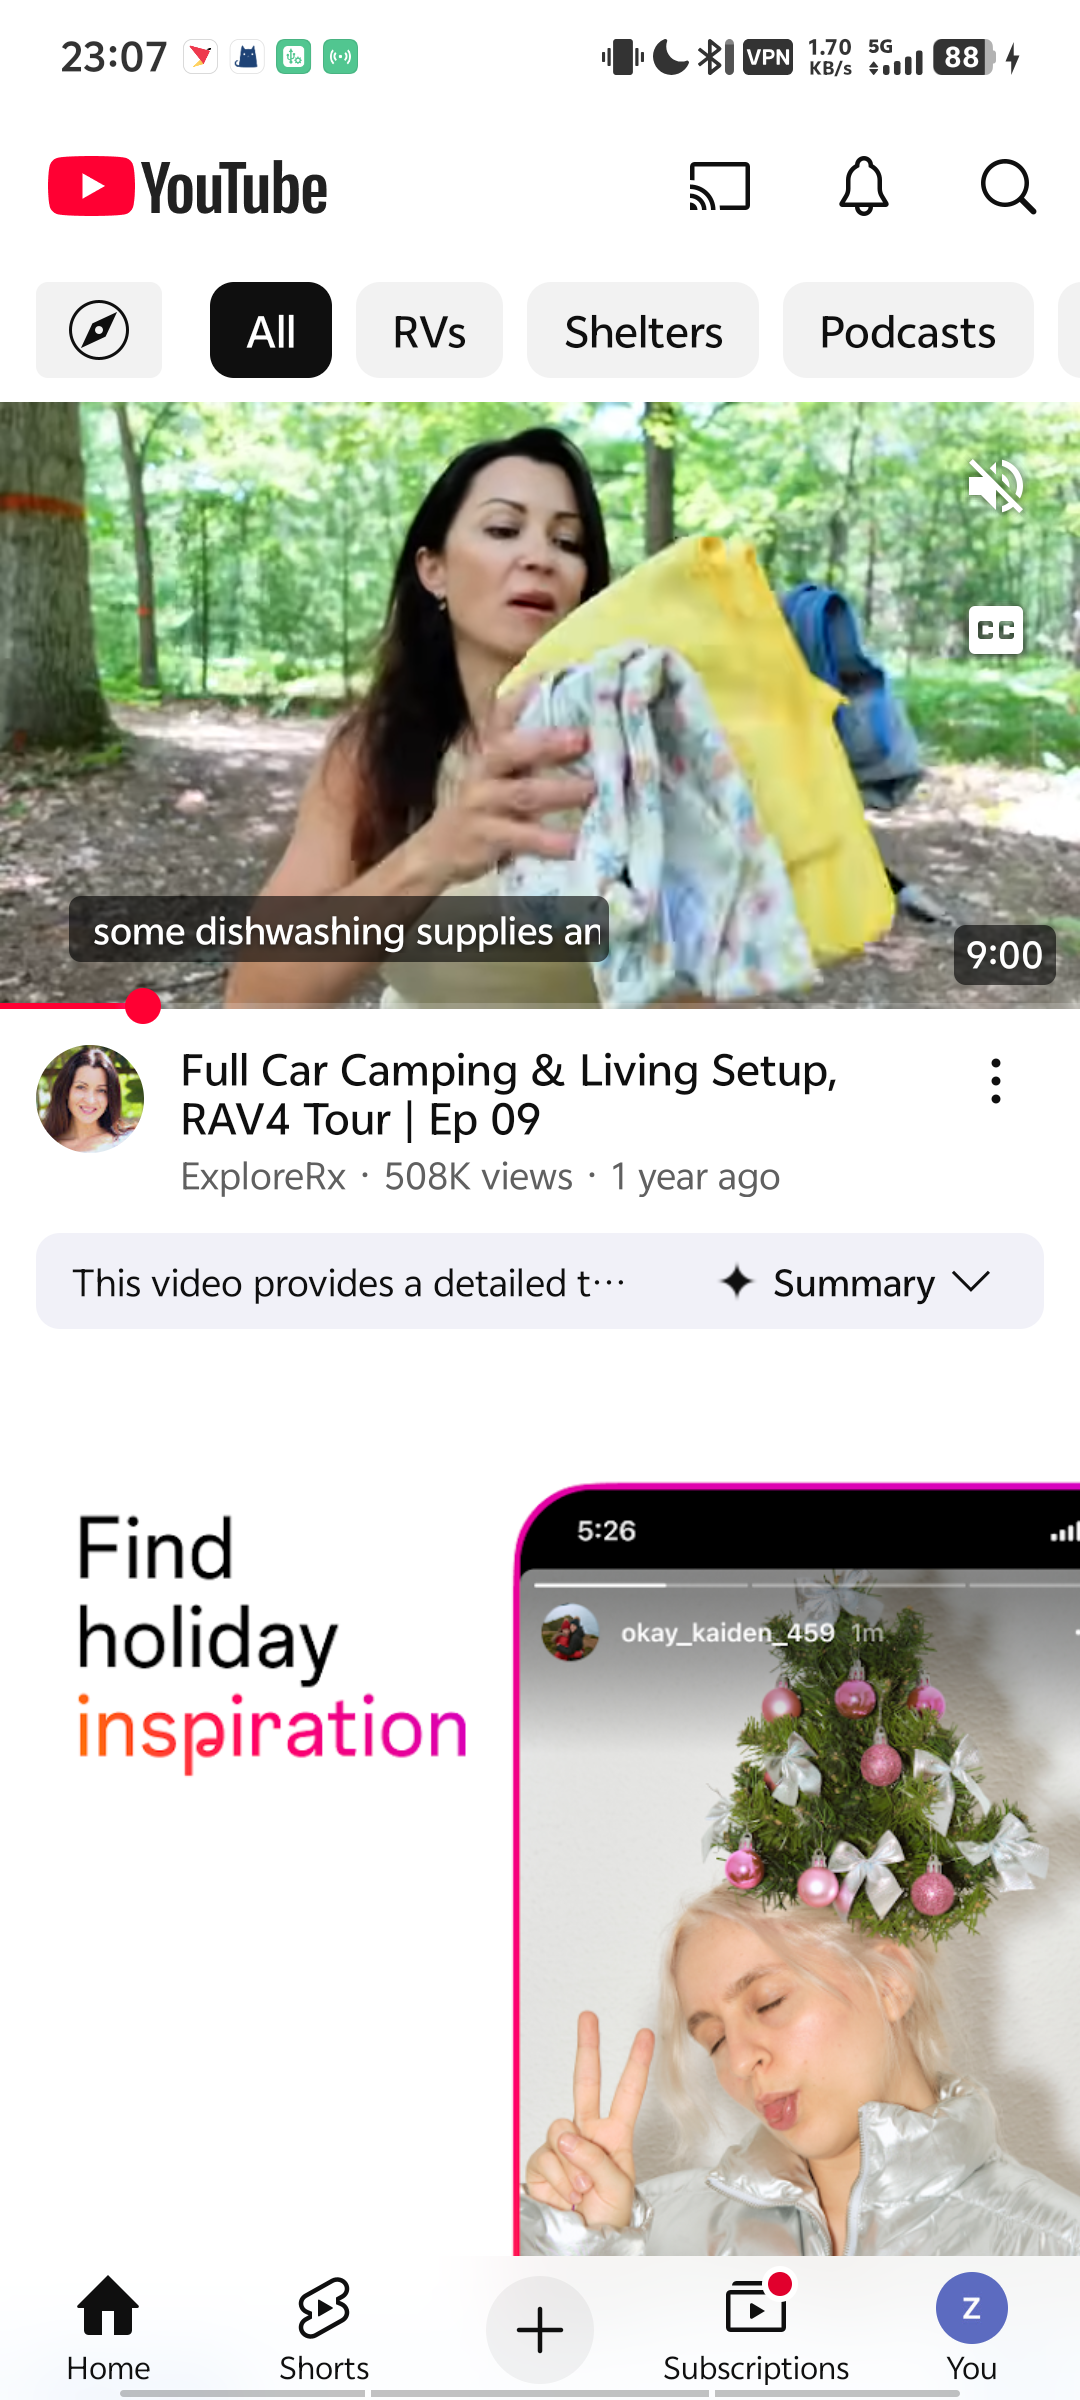 23:07
VPN
1.70
KB/s
5G
88
YouTube
All
RVs
Shelters
Podcasts
CC
some dishwashing supplies an
9:00
Full Car Camping & Living Setup,
RAV4 Tour | Ep 09
ExploreRx · 508K views · 1 year ago
This video provides a detailed t···
Summary
Find
holiday
inspiration
5:26
okay_kaiden_459 1m
Home
Shorts
Subscriptions
Z
You